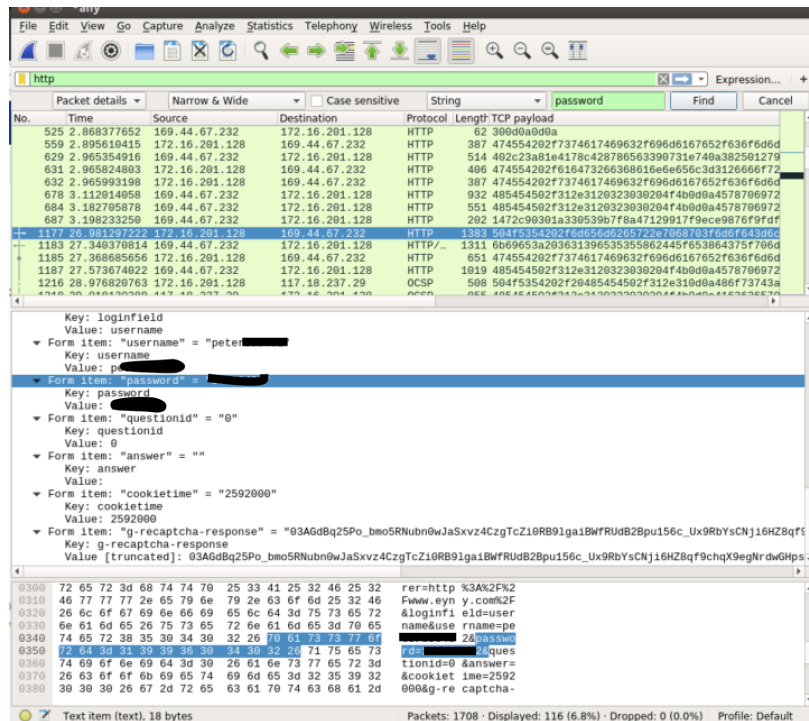 *any
File Edit View Go Capture Analyze Statistics Telephony Wireless Tools Help
http Expression... +
Packet details Narrow & Wide Case sensitive String password Find Cancel
No. Time Source Destination Protocol Length TCP payload
525 2.868377652 169.44.67.232 172.16.201.128 HTTP 62 300d0a0d0a
559 2.895610415 172.16.201.128 169.44.67.232 HTTP 387 474554202f7374617469632f696d6167652f636f6d6d
629 2.965354916 169.44.67.232 172.16.201.128 HTTP 514 402c23a81e4178c428786563390731e740a382501279
631 2.965824803 172.16.201.128 169.44.67.232 HTTP 406 474554202f616473266368616e6e656c3d3126666f72
632 2.965993198 172.16.201.128 169.44.67.232 HTTP 387 474554202f7374617469632f696d6167652f636f6d6d
678 3.112014058 169.44.67.232 172.16.201.128 HTTP 932 485454502f312e3120323030204f4b0d0a4578706972
684 3.182705878 169.44.67.232 172.16.201.128 HTTP 551 485454502f312e3120323030204f4b0d0a4578706972
687 3.198233250 169.44.67.232 172.16.201.128 HTTP 202 1472c90301a330539b7f8a47129917f9ece9876f9fdf
1177 26.981297222 172.16.201.128 169.44.67.232 HTTP 1383 504f5354202f6d656d6265722e7068703f6d6f643d6c
1183 27.340370814 169.44.67.232 172.16.201.128 HTTP/… 1311
1185 27.368685656 172.16.201.128 169.44.67.232 HTTP 651 474554202f7374617469632f696d6167652f636f6d6d
1187 27.573674022 169.44.67.232 172.16.201.128 HTTP 1019 485454502f312e3120323030204f4b0d0a4578706972
1216 28.976820763 172.16.201.128 117.18.237.29 OCSP 508 504f5354202f20485454502f312e310d0a486f73743a
Key: loginfield
Value: username
Form item: "username" = "peter
Key: username
Value: pe
Form item: "password" =
Key: password
Value:
Form item: "questionid" = "0"
Key: questionid
Value: 0
Form item: "answer" = ""
Key: answer
Value:
Form item: "cookietime" = "2592000"
Key: cookietime
Value: 2592000
Form item: "g-recaptcha-response" = "03AGdBq25Po_bmo5RNubn0wJaSxvz4CzgTcZi0RB9lgaiBWfRUdB2Bpu156c_Ux9RbYsCNji6HZ8qf9
Key: g-recaptcha-response
Value [truncated]: 03AGdBq25Po_bmo5RNubn0wJaSxvz4CzgTcZi0RB9lgaiBWfRUdB2Bpu156c_Ux9RbYsCNji6HZ8qf9chqX9egNrdwGHps
0300 72 65 72 3d 68 74 74 70 25 33 41 25 32 46 25 32 rer=http %3A%2F%2
0310 46 77 77 77 2e 65 79 6e 79 2e 63 6f 6d 25 32 46 Fwww.eyn y.com%2F
0320 26 6c 6f 67 69 6e 66 69 65 6c 64 3d 75 73 65 72 &loginfi eld=user
0330 6e 61 6d 65 26 75 73 65 72 6e 61 6d 65 3d 70 65 name&use rname=pe
0340 74 65 72 26 70 61 73 73 77 6f 2&passwo
0350 72 64 3d 26 71 75 65 73 rd= 2&ques
0360 74 69 6f 6e 69 64 3d 30 26 61 6e 73 77 65 72 3d tionid=0 &answer=
0370 26 63 6f 6f 6b 69 65 74 69 6d 65 3d 32 35 39 32 &cookiet ime=2592
0380 30 30 30 26 67 2d 72 65 63 61 70 74 63 68 61 2d 000&g-re captcha-
Text item (text), 18 bytes Packets: 1708 · Displayed: 116 (6.8%) · Dropped: 0 (0.0%) Profile: Default